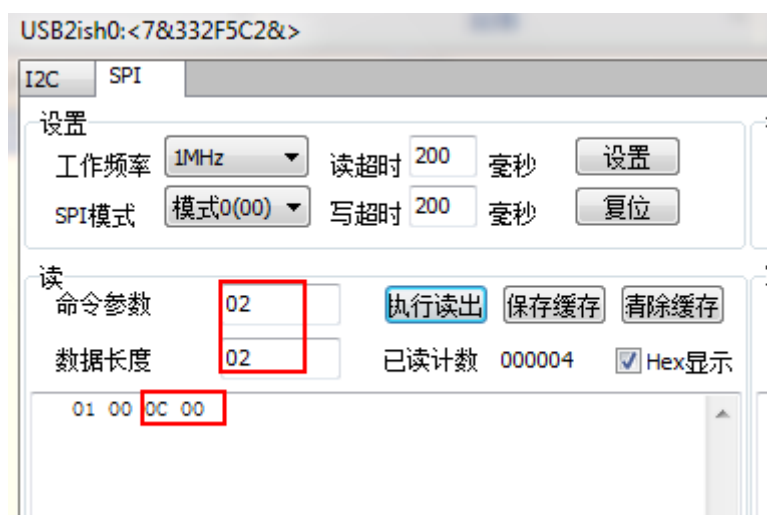 USB2ish0:<7&332F5C2&>
I2C SPI
设置
工作频率 1MHz 读超时 200 毫秒 设置
SPI模式 模式0(00) 写超时 200 毫秒 复位
读
命令参数 02 执行读出 保存缓存 清除缓存
数据长度 02 已读计数 000004 Hex显示
01 00 0C 00